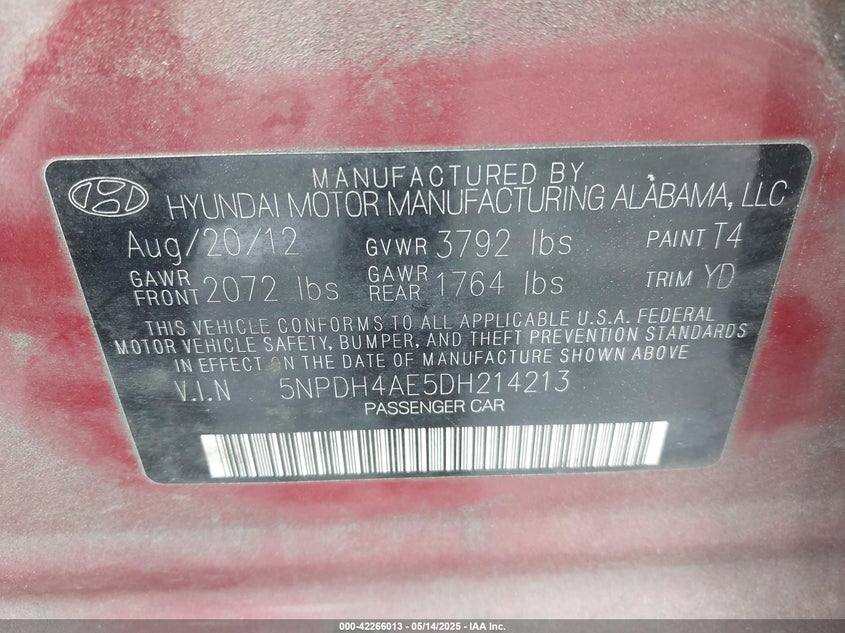 MANUFACTURED BY
HYUNDAI MOTOR MANUFACTURING ALABAMA, LLC
Aug/20/12 GVWR 3792 lbs PAINT T4
GAWR FRONT 2072 lbs GAWR REAR 1764 lbs TRIM YD
THIS VEHICLE CONFORMS TO ALL APPLICABLE U.S.A. FEDERAL
MOTOR VEHICLE SAFETY, BUMPER, AND THEFT PREVENTION STANDARDS
IN EFFECT ON THE DATE OF MANUFACTURE SHOWN ABOVE
V.I.N 5NPDH4AE5DH214213
PASSENGER CAR
000-42266013 - 05/14/2025 - IAA Inc.